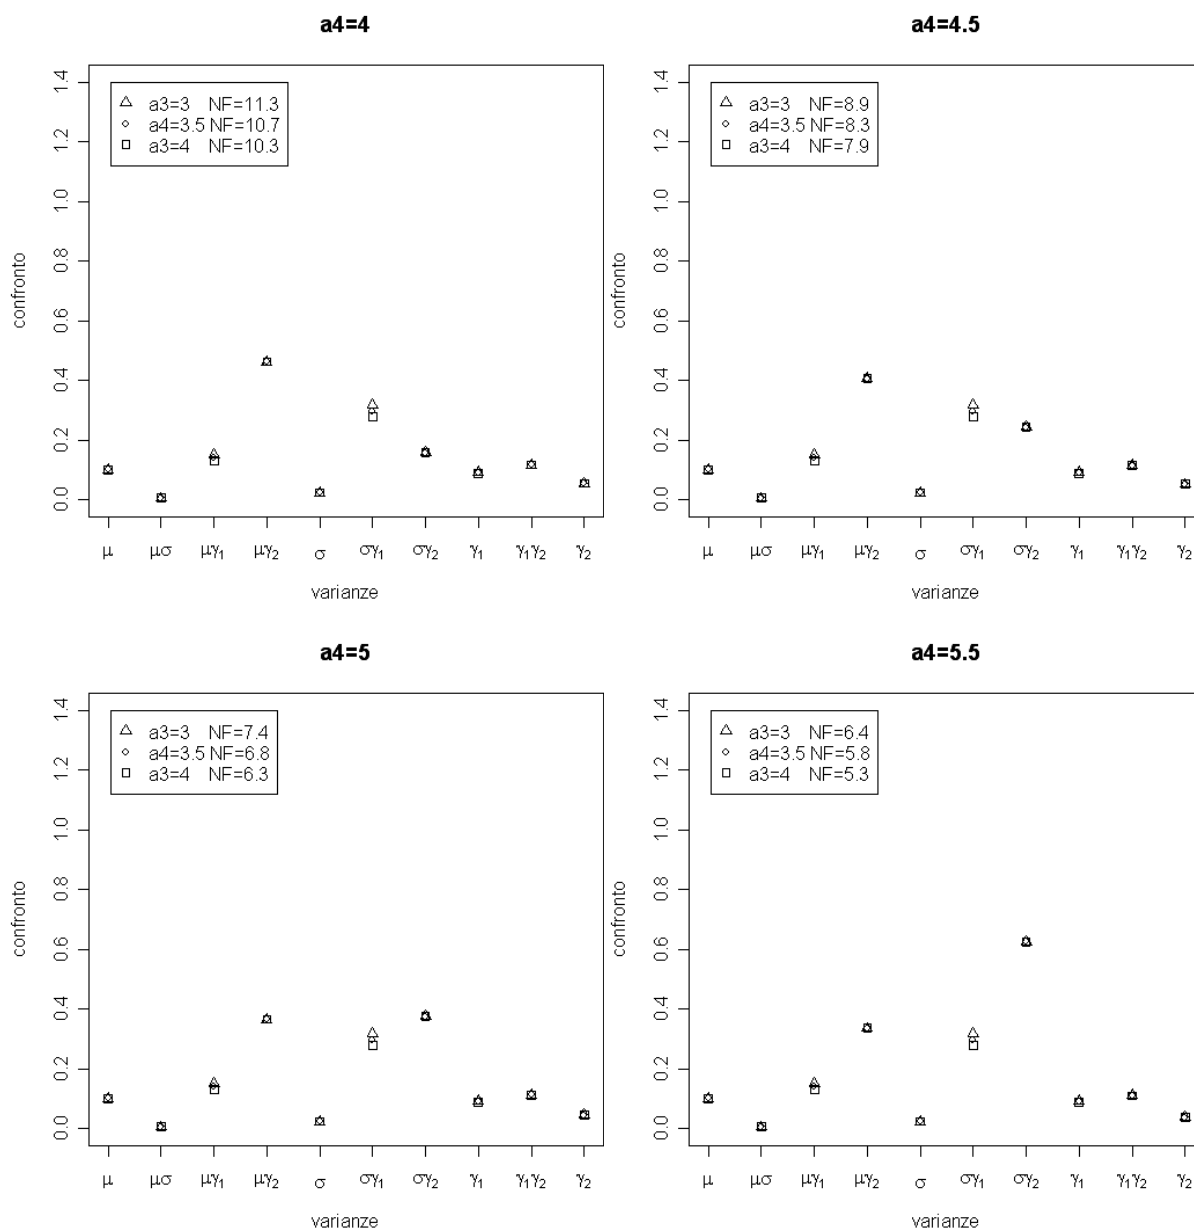 a4=4
1.4
1.2
1.0
0.8
0.6
0.4
0.2
0.0
confronto
a3=3 NF=11.3
a4=3.5 NF=10.7
a3=4 NF=10.3
μ μσ μγ1 μγ2 σ σγ1 σγ2 γ1 γ1γ2 γ2
varianze
a4=4.5
1.4
1.2
1.0
0.8
0.6
0.4
0.2
0.0
confronto
a3=3 NF=8.9
a4=3.5 NF=8.3
a3=4 NF=7.9
μ μσ μγ1 μγ2 σ σγ1 σγ2 γ1 γ1γ2 γ2
varianze
a4=5
1.4
1.2
1.0
0.8
0.6
0.4
0.2
0.0
confronto
a3=3 NF=7.4
a4=3.5 NF=6.8
a3=4 NF=6.3
μ μσ μγ1 μγ2 σ σγ1 σγ2 γ1 γ1γ2 γ2
varianze
a4=5.5
1.4
1.2
1.0
0.8
0.6
0.4
0.2
0.0
confronto
a3=3 NF=6.4
a4=3.5 NF=5.8
a3=4 NF=5.3
μ μσ μγ1 μγ2 σ σγ1 σγ2 γ1 γ1γ2 γ2
varianze